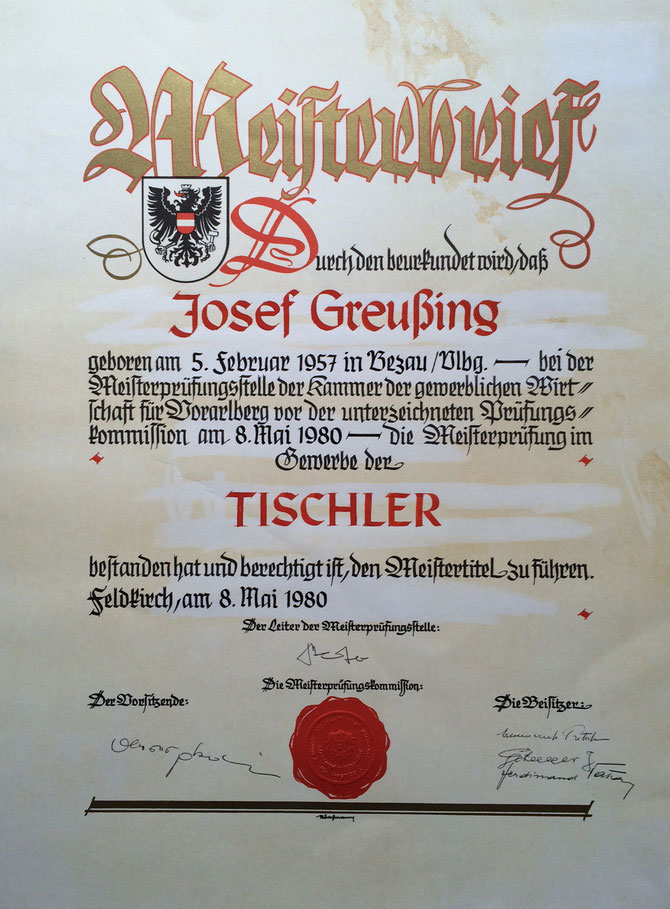 Meisterbrief
Durch den beurkundet wird, daß
Josef Greußing
geboren am 5. Februar 1957 in Bezau/Vlbg. — bei der
Meisterprüfungsstelle der Kammer der gewerblichen Wirt=
schaft für Vorarlberg vor der unterzeichneten Prüfungs=
kommission am 8. Mai 1980 — die Meisterprüfung im
Gewerbe der
TISCHLER
bestanden hat und berechtigt ist, den Meistertitel zu führen.
Feldkirch, am 8. Mai 1980
Der Leiter der Meisterprüfungsstelle:
Die Meisterprüfungskommission:
Der Vorsitzende:
Die Beisitzer:
Ferdinand